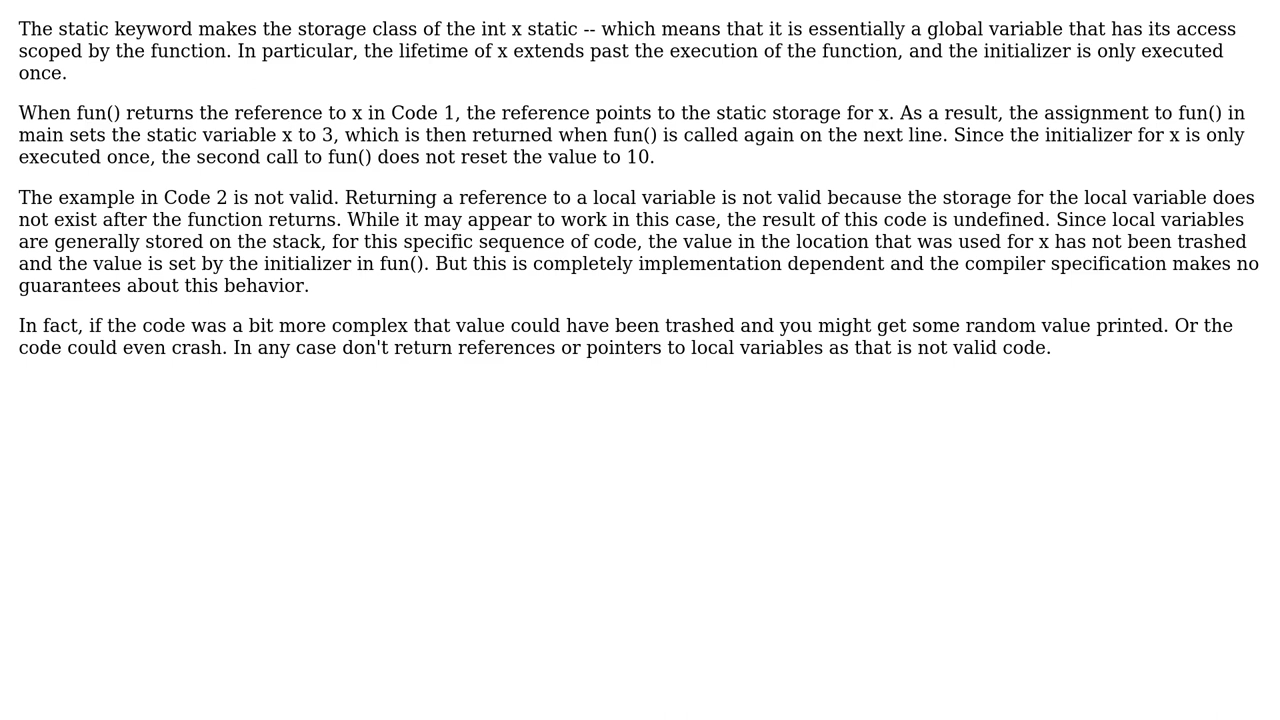 The static keyword makes the storage class of the int x static -- which means that it is essentially a global variable that has its access
scoped by the function. In particular, the lifetime of x extends past the execution of the function, and the initializer is only executed
once.
When fun() returns the reference to x in Code 1, the reference points to the static storage for x. As a result, the assignment to fun() in
main sets the static variable x to 3, which is then returned when fun() is called again on the next line. Since the initializer for x is only
executed once, the second call to fun() does not reset the value to 10.
The example in Code 2 is not valid. Returning a reference to a local variable is not valid because the storage for the local variable does
not exist after the function returns. While it may appear to work in this case, the result of this code is undefined. Since local variables
are generally stored on the stack, for this specific sequence of code, the value in the location that was used for x has not been trashed
and the value is set by the initializer in fun(). But this is completely implementation dependent and the compiler specification makes no
guarantees about this behavior.
In fact, if the code was a bit more complex that value could have been trashed and you might get some random value printed. Or the
code could even crash. In any case don't return references or pointers to local variables as that is not valid code.